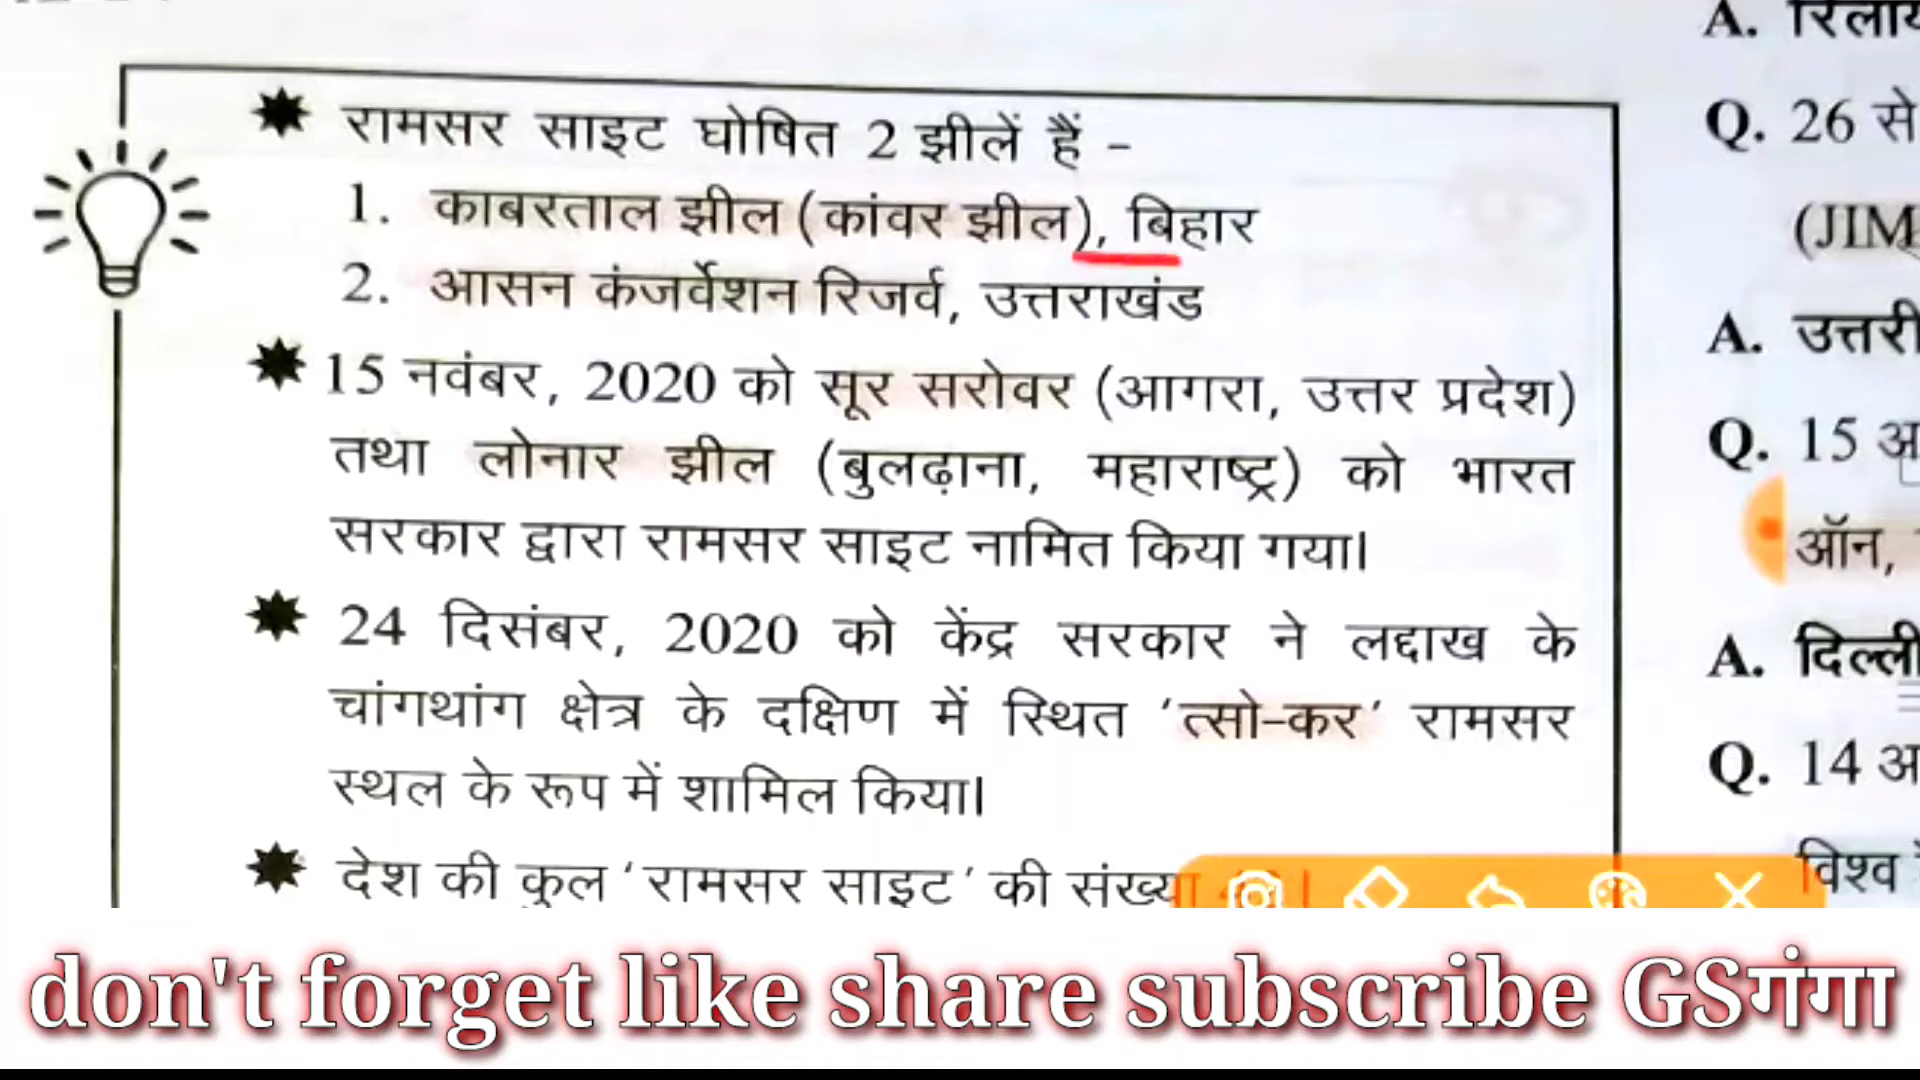 रामसर साइट घोषित 2 झीलें हैं -
1. काबरताल झील (कांवर झील), बिहार
2. आसन कंजर्वेशन रिजर्व, उत्तराखंड
15 नवंबर, 2020 को सूर सरोवर (आगरा, उत्तर प्रदेश)
तथा लोनार झील (बुलढ़ाना, महाराष्ट्र) को भारत
सरकार द्वारा रामसर साइट नामित किया गया।
24 दिसंबर, 2020 को केंद्र सरकार ने लद्दाख के
चांगथांग क्षेत्र के दक्षिण में स्थित ‘त्सो-कर’ रामसर
स्थल के रूप में शामिल किया।
देश की कुल ‘रामसर साइट’ की संख्या
A.
Q. 26 से
(JIM
A. उत्तरी
Q. 15
ऑन,
A. दिल्ली
Q. 14
विश्व
don't forget like share subscribe GSगंगा